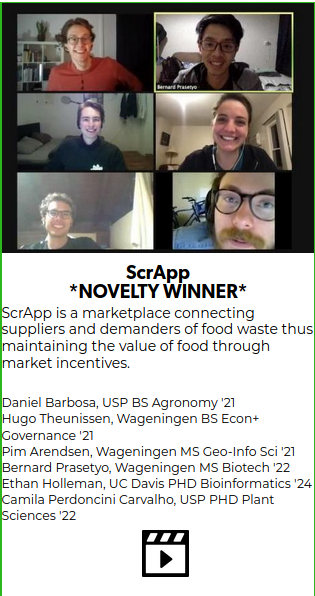 Bernard Prasetyo
ScrApp
*NOVELTY WINNER*
ScrApp is a marketplace connecting
suppliers and demanders of food waste thus
maintaining the value of food through
market incentives.
Daniel Barbosa, USP BS Agronomy '21
Hugo Theunissen, Wageningen BS Econ+
Governance '21
Pim Arendsen, Wageningen MS Geo-Info Sci '21
Bernard Prasetyo, Wageningen MS Biotech '22
Ethan Holleman, UC Davis PHD Bioinformatics '24
Camila Perdoncini Carvalho, USP PHD Plant
Sciences '22